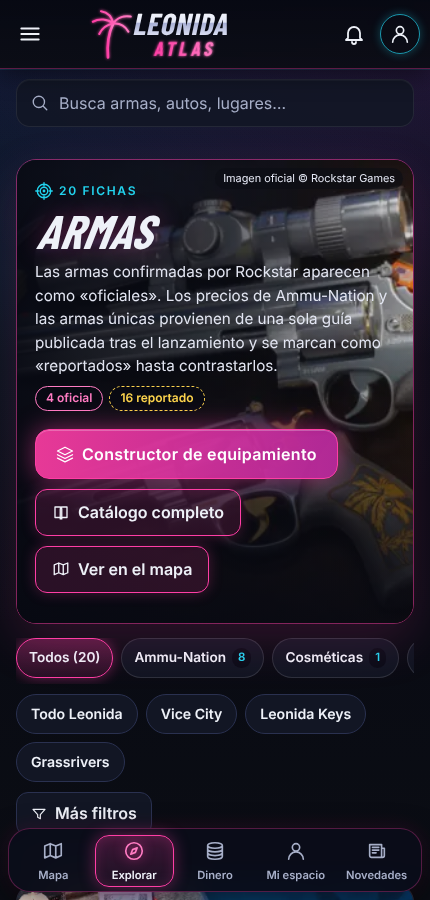 LEONIDA
ATLAS
Busca armas, autos, lugares...
Imagen oficial © Rockstar Games
20 FICHAS
ARMAS
Las armas confirmadas por Rockstar aparecen
como «oficiales». Los precios de Ammu-Nation y
las armas únicas provienen de una sola guía
publicada tras el lanzamiento y se marcan como
«reportados» hasta contrastarlos.
4 oficial
16 reportado
Constructor de equipamiento
Catálogo completo
Ver en el mapa
Todos (20)
Ammu-Nation 8
Cosméticas 1
Todo Leonida
Vice City
Leonida Keys
Grassrivers
Más filtros
Mapa
Explorar
Dinero
Mi espacio
Novedades